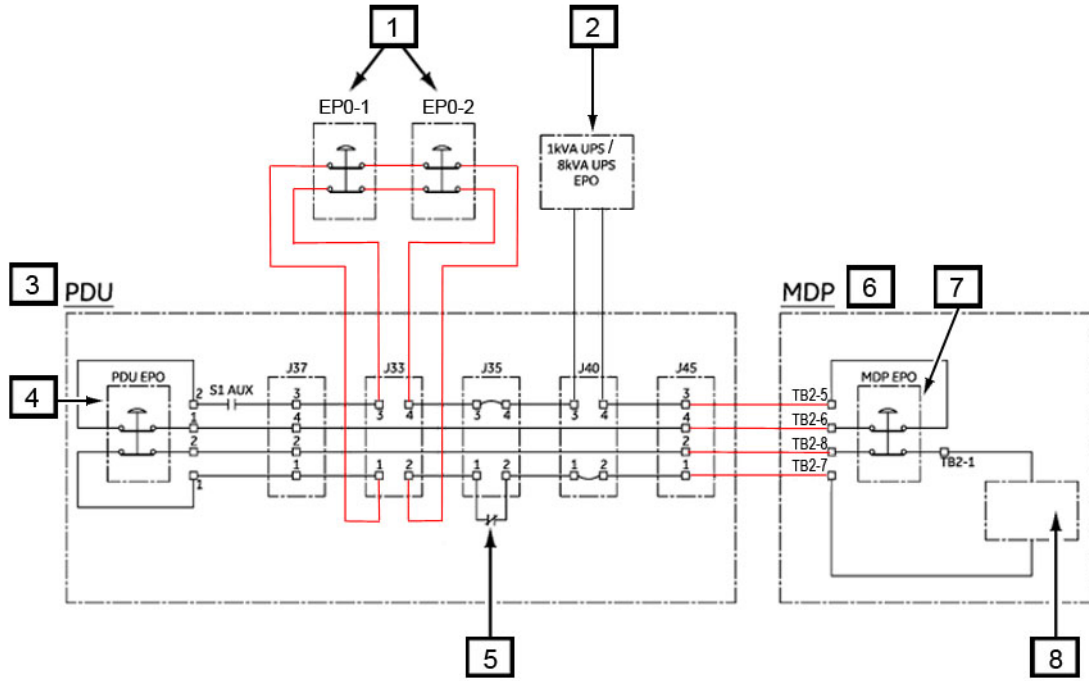 1
2
EP0-1
EP0-2
1kVA UPS /
8kVA UPS
EPO
3
PDU
MDP
6
7
4
PDU EPO
2
S1 AUX
1
2
1
J37
3
4
2
1
J33
3
4
1
2
J35
3
4
1
2
J40
3
4
1
2
J45
3
4
2
1
TB2-5
TB2-6
TB2-8
TB2-7
MDP EPO
TB2-1
5
8